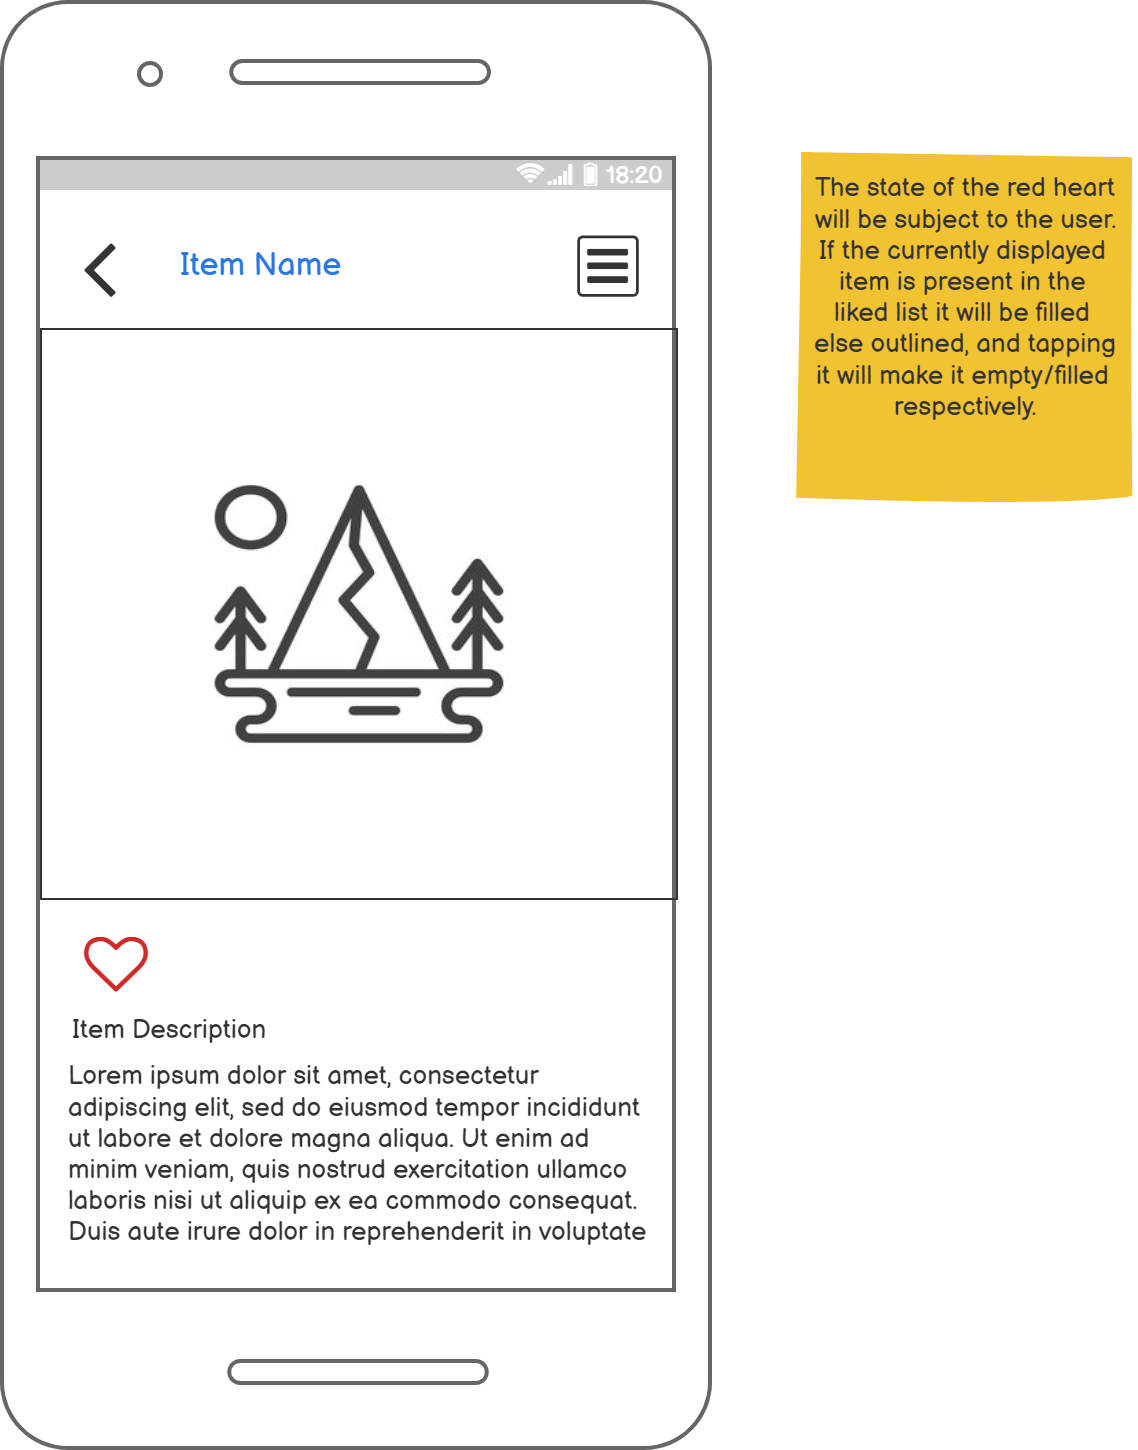 18:20
Item Name
Item Description
Lorem ipsum dolor sit amet, consectetur
adipiscing elit, sed do eiusmod tempor incididunt
ut labore et dolore magna aliqua. Ut enim ad
minim veniam, quis nostrud exercitation ullamco
laboris nisi ut aliquip ex ea commodo consequat.
Duis aute irure dolor in reprehenderit in voluptate
The state of the red heart
will be subject to the user.
If the currently displayed
item is present in the
liked list it will be filled
else outlined, and tapping
it will make it empty/filled
respectively.